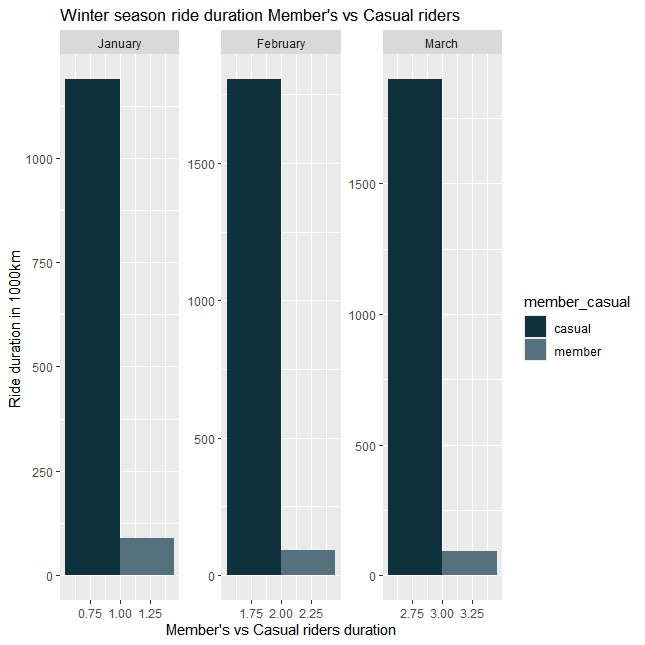 Winter season ride duration Member's vs Casual riders
January
February
March
Ride duration in 1000km
1000
750
500
250
0
1500
1000
500
0
1500
1000
500
0
0.75 1.00 1.25
1.75 2.00 2.25
2.75 3.00 3.25
Member's vs Casual riders duration
member_casual
casual
member